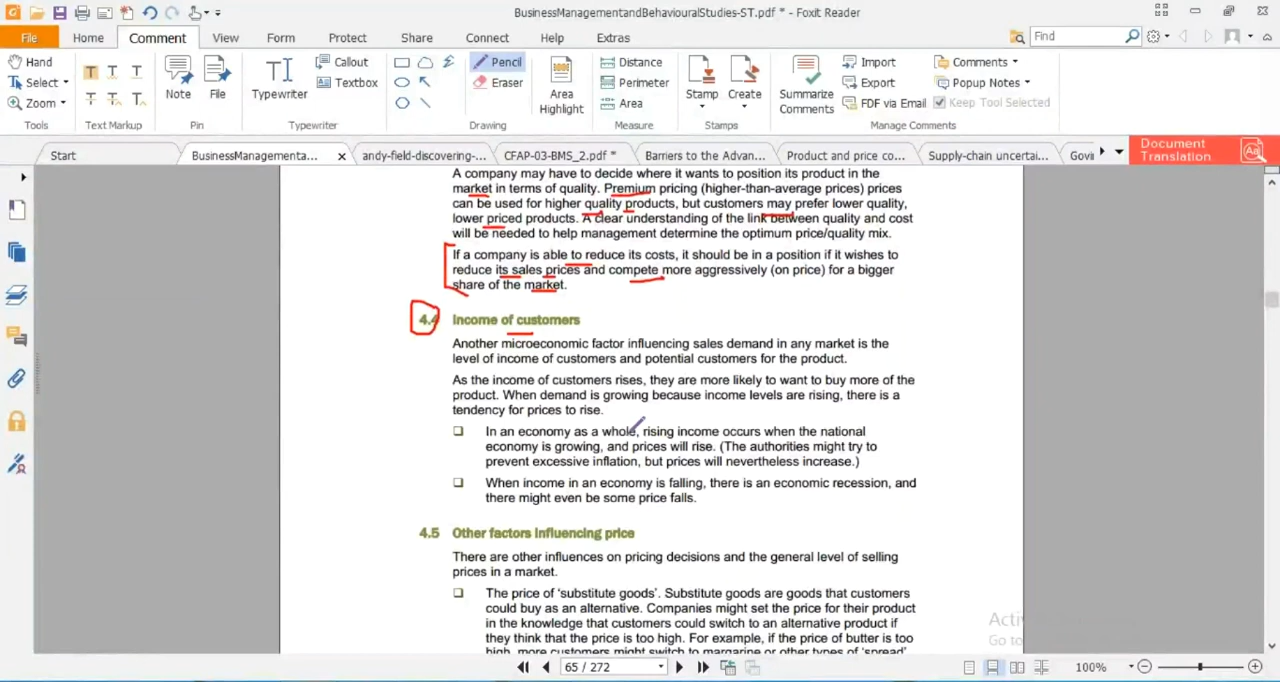 BusinessManagementandBehaviouralStudies-ST.pdf * - Foxit Reader
File Home Comment View Form Protect Share Connect Help Extras Find
Hand Select Zoom Tools
Text Markup
Note File Pin
Typewriter Callout Textbox Typewriter
Pencil Eraser Drawing
Area Highlight Distance Perimeter Area Measure
Stamp Create Stamps
Summarize Comments Import Export FDF via Email Comments Popup Notes Keep Tool Selected Manage Comments
Start BusinessManagementa... andy-field-discovering-... CFAP-03-BMS_2.pdf * Barriers to the Advan... Product and price co... Supply-chain uncertai... Govi
Document Translation
A company may have to decide where it wants to position its product in the
market in terms of quality. Premium pricing (higher-than-average prices) prices
can be used for higher quality products, but customers may prefer lower quality,
lower priced products. A clear understanding of the link between quality and cost
will be needed to help management determine the optimum price/quality mix.
If a company is able to reduce its costs, it should be in a position if it wishes to
reduce its sales prices and compete more aggressively (on price) for a bigger
share of the market.
4.4 Income of customers
Another microeconomic factor influencing sales demand in any market is the
level of income of customers and potential customers for the product.
As the income of customers rises, they are more likely to want to buy more of the
product. When demand is growing because income levels are rising, there is a
tendency for prices to rise.
In an economy as a whole, rising income occurs when the national
economy is growing, and prices will rise. (The authorities might try to
prevent excessive inflation, but prices will nevertheless increase.)
When income in an economy is falling, there is an economic recession, and
there might even be some price falls.
4.5 Other factors influencing price
There are other influences on pricing decisions and the general level of selling
prices in a market.
The price of 'substitute goods'. Substitute goods are goods that customers
could buy as an alternative. Companies might set the price for their product
in the knowledge that customers could switch to an alternative product if
they think that the price is too high. For example, if the price of butter is too
high, more customers might switch to margarine or other types of 'spread'
Go to
65 / 272
100%